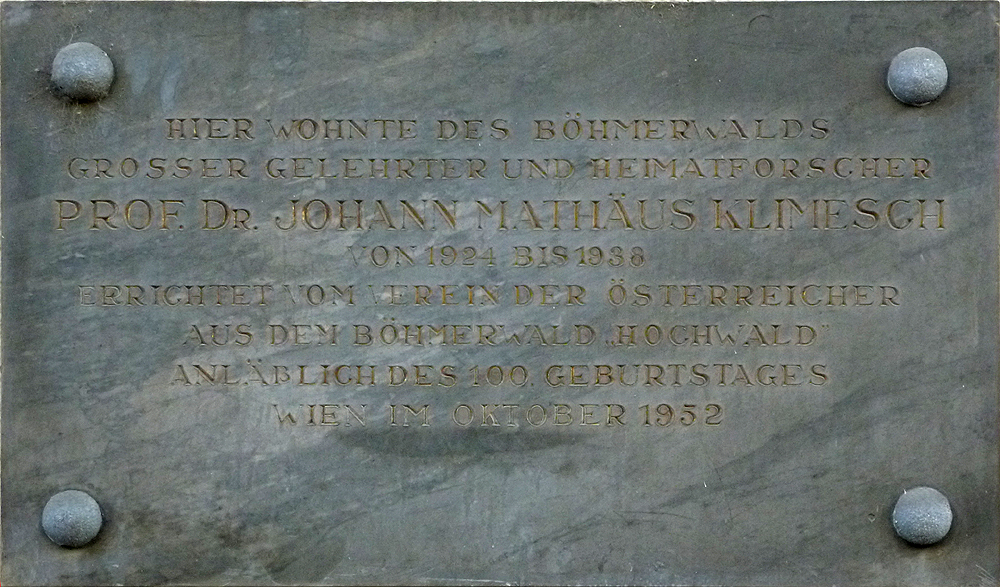 HIER WOHNTE DES BÖHMERWALDS
GROSSER GELEHRTER UND HEIMATFORSCHER
PROF. DR. JOHANN MATHÄUS KLIMESCH
VON 1924 BIS 1938
ERRICHTET VOM VEREIN DER ÖSTERREICHER
AUS DEM BÖHMERWALD „HOCHWALD"
ANLÄßLICH DES 100. GEBURTSTAGES
WIEN IM OKTOBER 1952